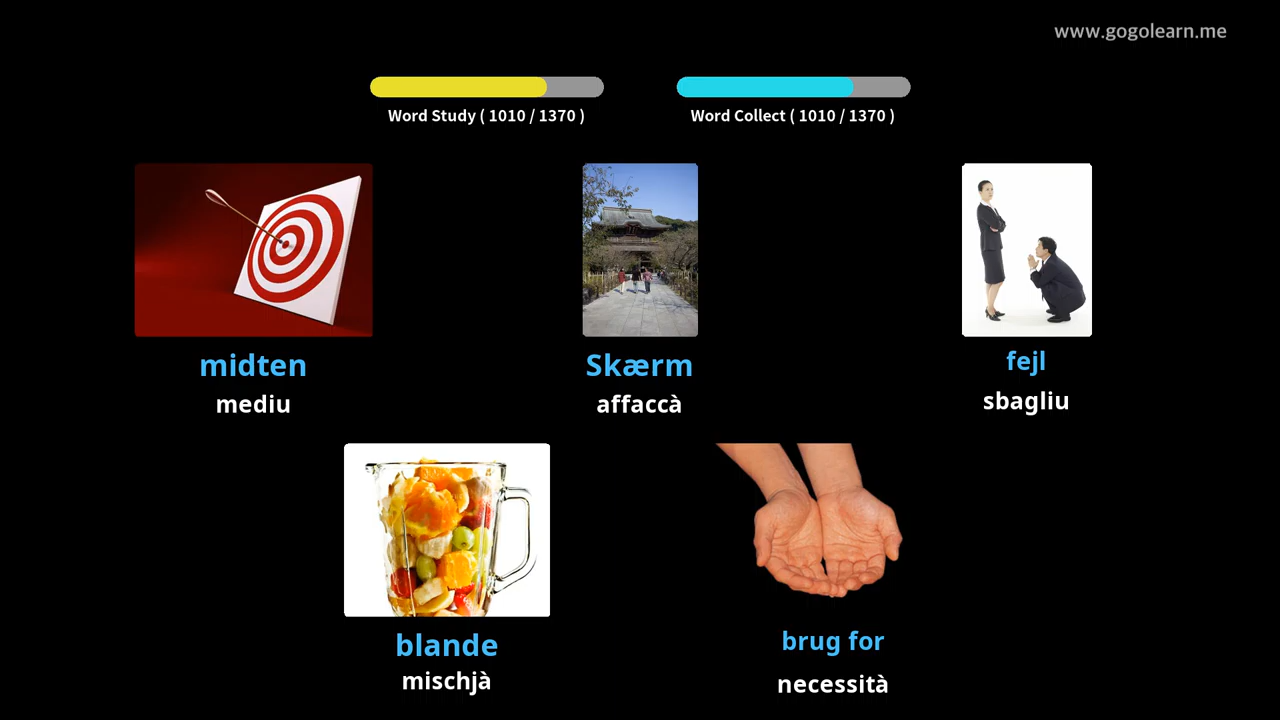 www.gogolearn.me
Word Study ( 1010 / 1370 )
Word Collect ( 1010 / 1370 )
midten
mediu
Skærm
affaccà
fejl
sbagliu
blande
mischjà
brug for
necessità